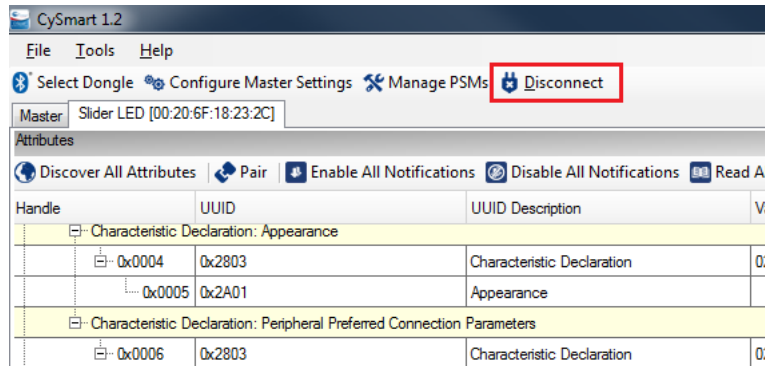 CySmart 1.2
File Tools Help
Select Dongle Configure Master Settings Manage PSMs Disconnect
Master Slider LED [00:20:6F:18:23:2C]
Attributes
Discover All Attributes Pair Enable All Notifications Disable All Notifications Read A
Handle UUID UUID Description V
Characteristic Declaration: Appearance
0x0004 0x2803 Characteristic Declaration 0
0x0005 0x2A01 Appearance
Characteristic Declaration: Peripheral Preferred Connection Parameters
0x0006 0x2803 Characteristic Declaration 0